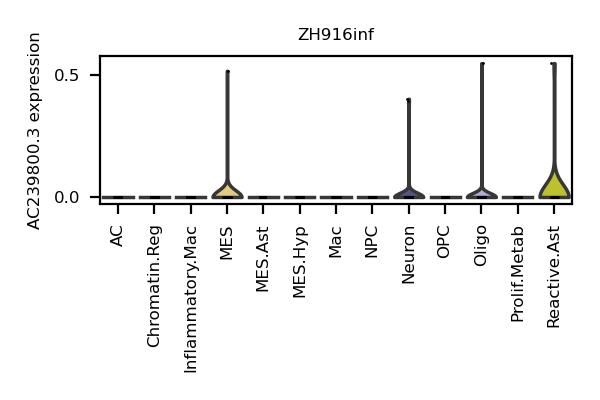 ZH916inf
AC239800.3 expression
0.5
0.0
AC
Chromatin.Reg
Inflammatory.Mac
MES
MES.Ast
MES.Hyp
Mac
NPC
Neuron
OPC
Oligo
Prolif.Metab
Reactive.Ast